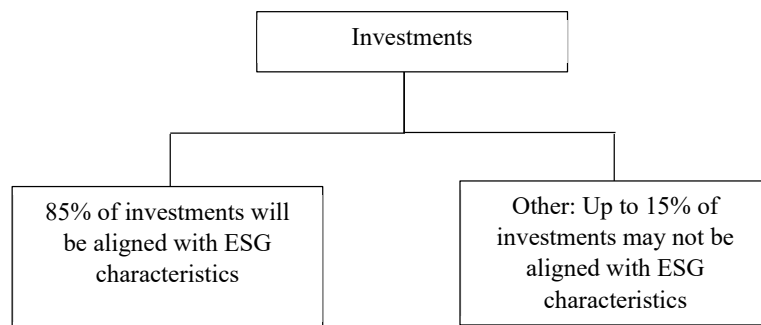 Investments
85% of investments will
be aligned with ESG
characteristics
Other: Up to 15% of
investments may not be
aligned with ESG
characteristics